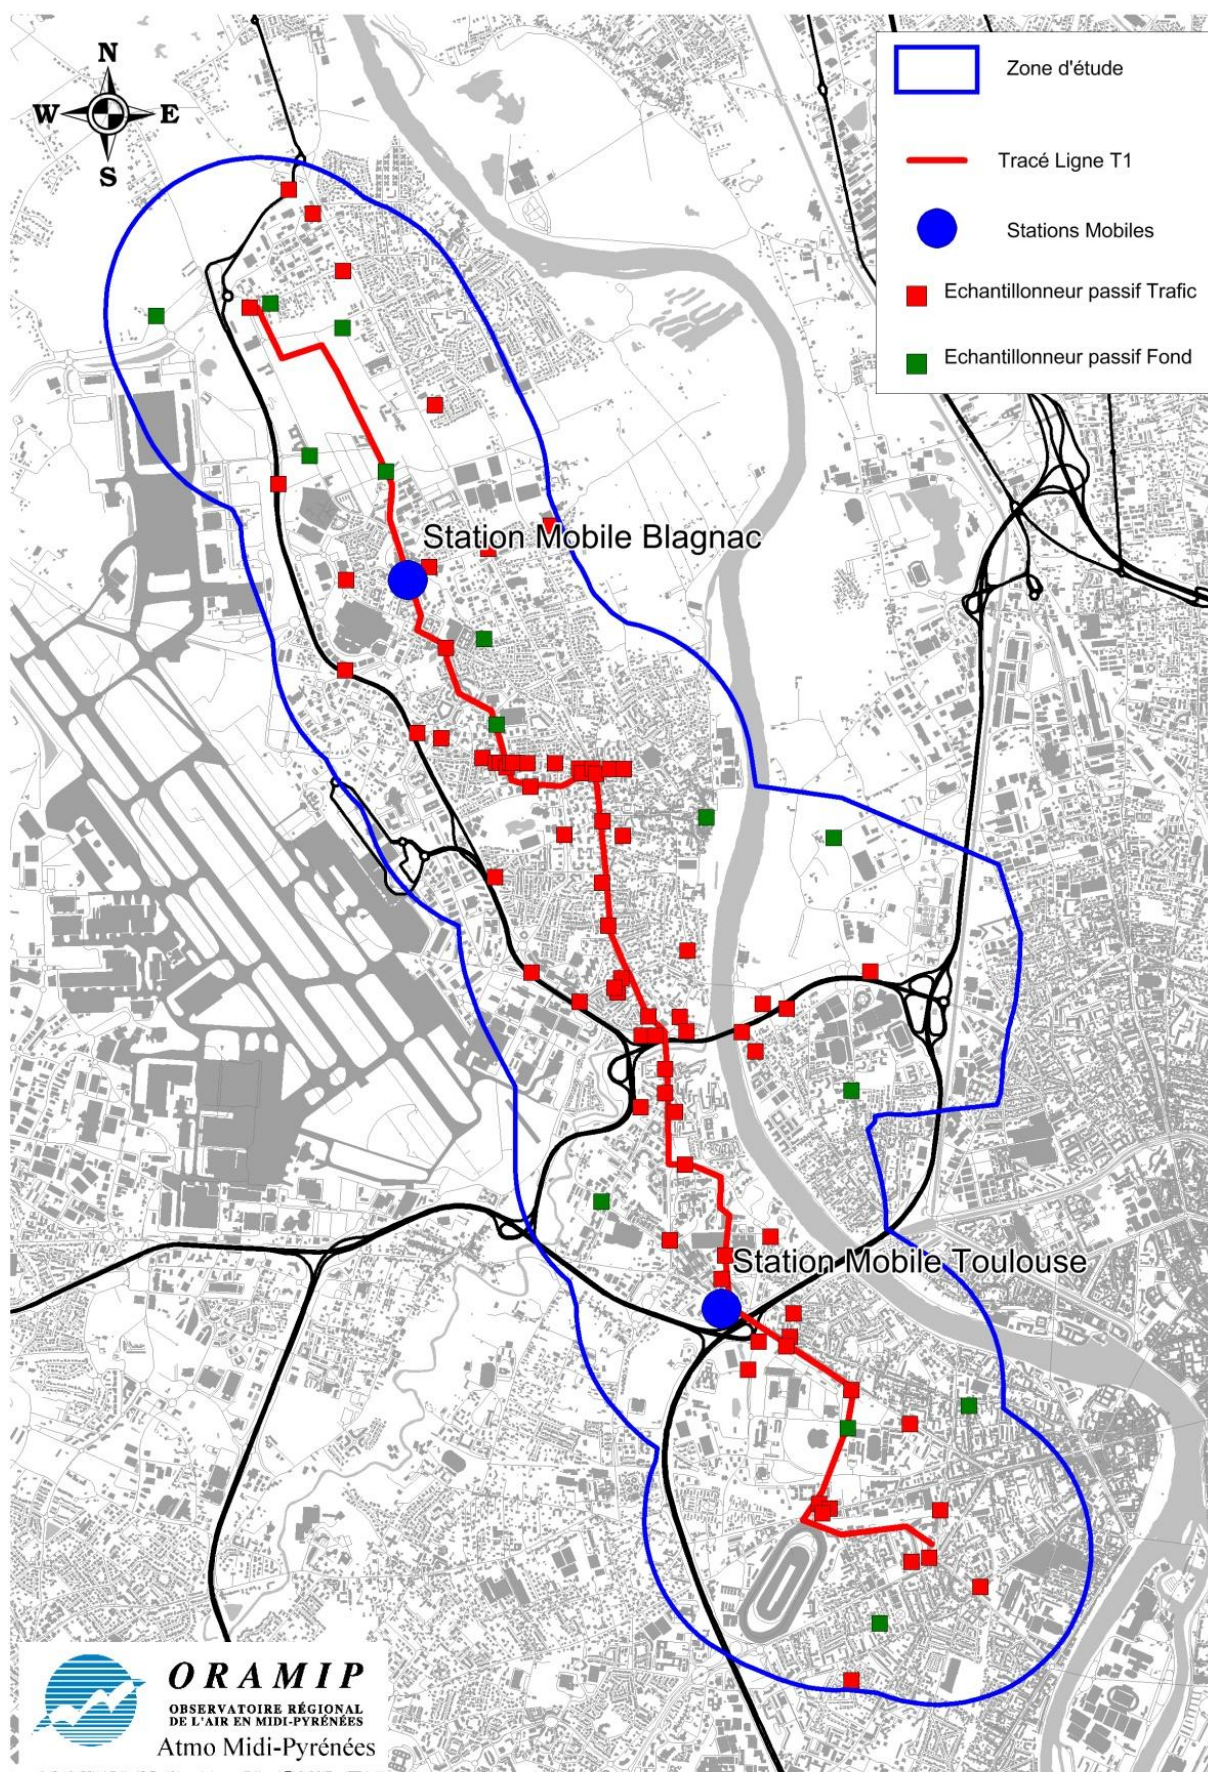 N
W E
S
Zone d'étude
Tracé Ligne T1
Stations Mobiles
Echantillonneur passif Trafic
Echantillonneur passif Fond
Station Mobile Blagnac
Station Mobile Toulouse
ORAMIP
OBSERVATOIRE RÉGIONAL
DE L'AIR EN MIDI-PYRÉNÉES
Atmo Midi-Pyrénées